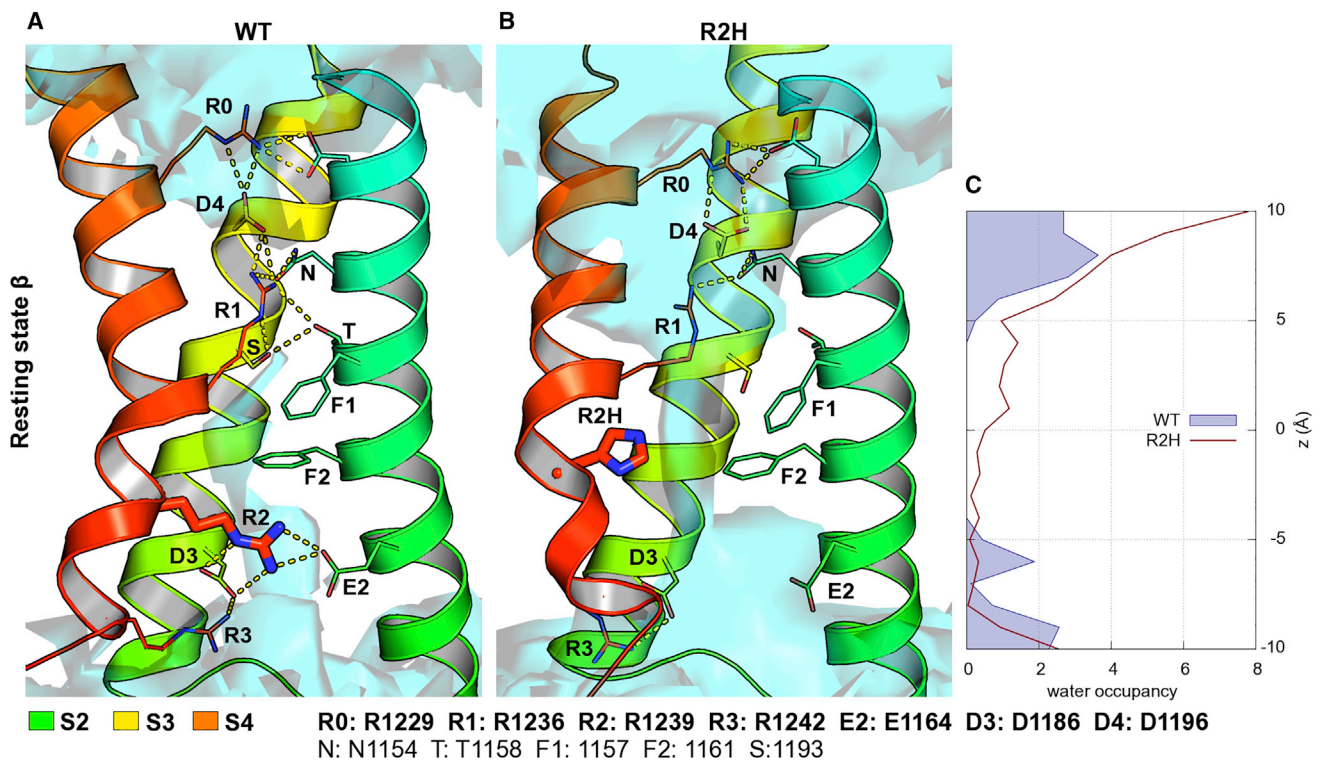 A
WT
B
R2H
C
Resting state β
R0
D4
N
R1
T
S
F1
F2
R2
D3
E2
R3
R0
D4
N
R1
F1
R2H
F2
D3
E2
R3
10
5
0
-5
-10
z (Å)
WT
R2H
0 2 4 6 8
water occupancy
S2 S3 S4
R0: R1229 R1: R1236 R2: R1239 R3: R1242 E2: E1164 D3: D1186 D4: D1196
N: N1154 T: T1158 F1: 1157 F2: 1161 S:1193